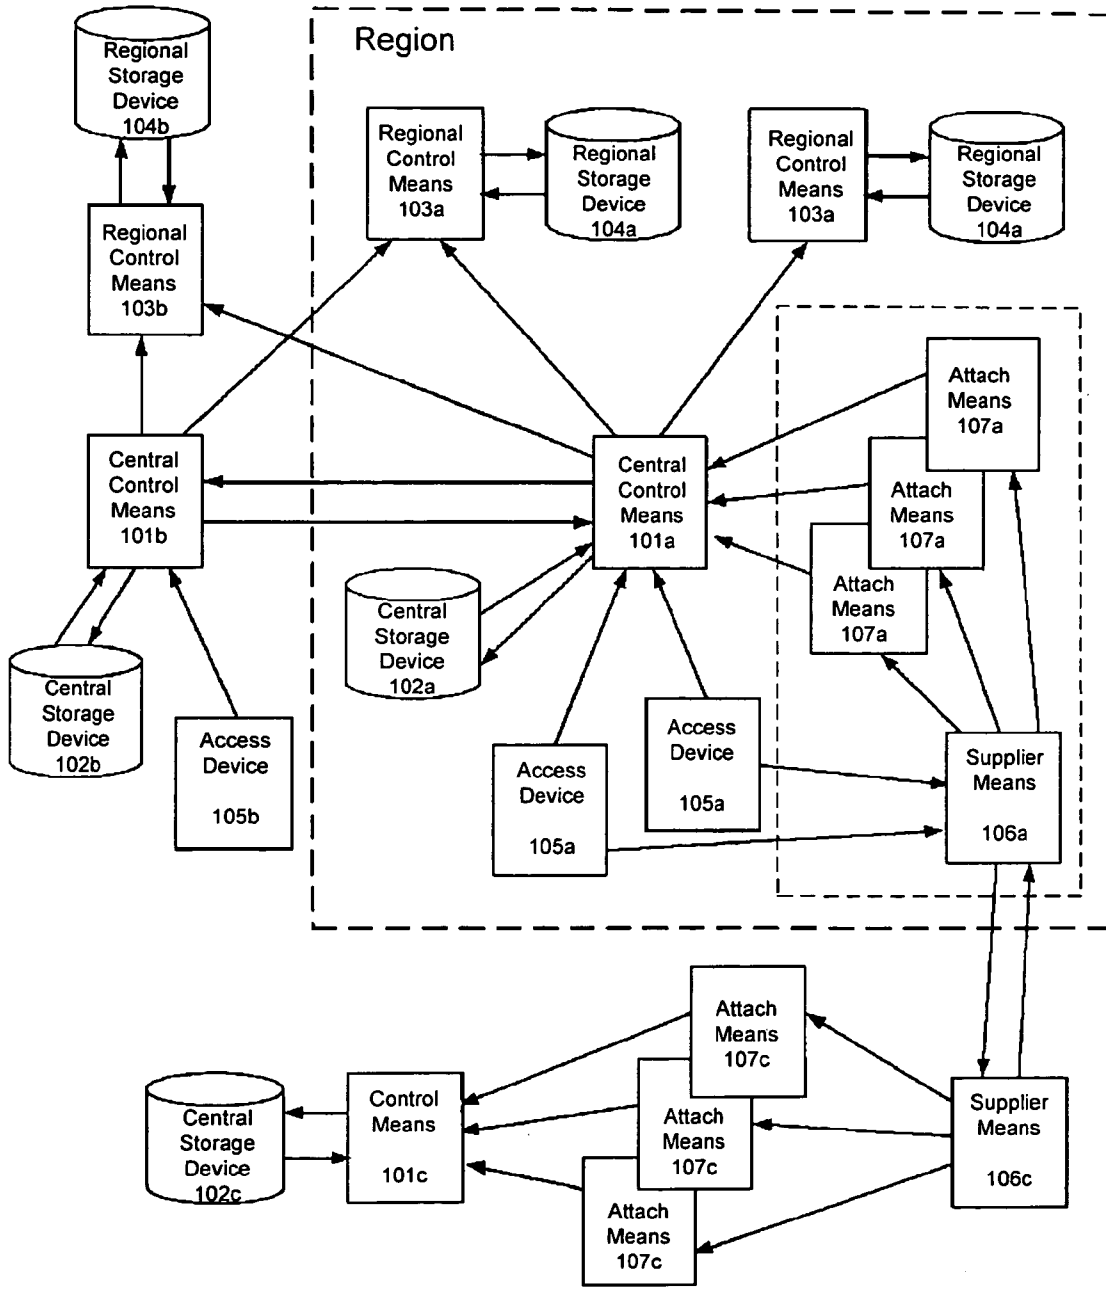 Region
Regional
Storage
Device
104b
Regional
Control
Means
103a
Regional
Storage
Device
104a
Regional
Control
Means
103a
Regional
Storage
Device
104a
Regional
Control
Means
103b
Attach
Means
107a
Central
Control
Means
101b
Central
Control
Means
101a
Attach
Means
107a
Attach
Means
107a
Central
Storage
Device
102a
Central
Storage
Device
102b
Access
Device
105b
Access
Device
105a
Access
Device
105a
Supplier
Means
106a
Attach
Means
107c
Central
Storage
Device
102c
Control
Means
101c
Attach
Means
107c
Attach
Means
107c
Supplier
Means
106c